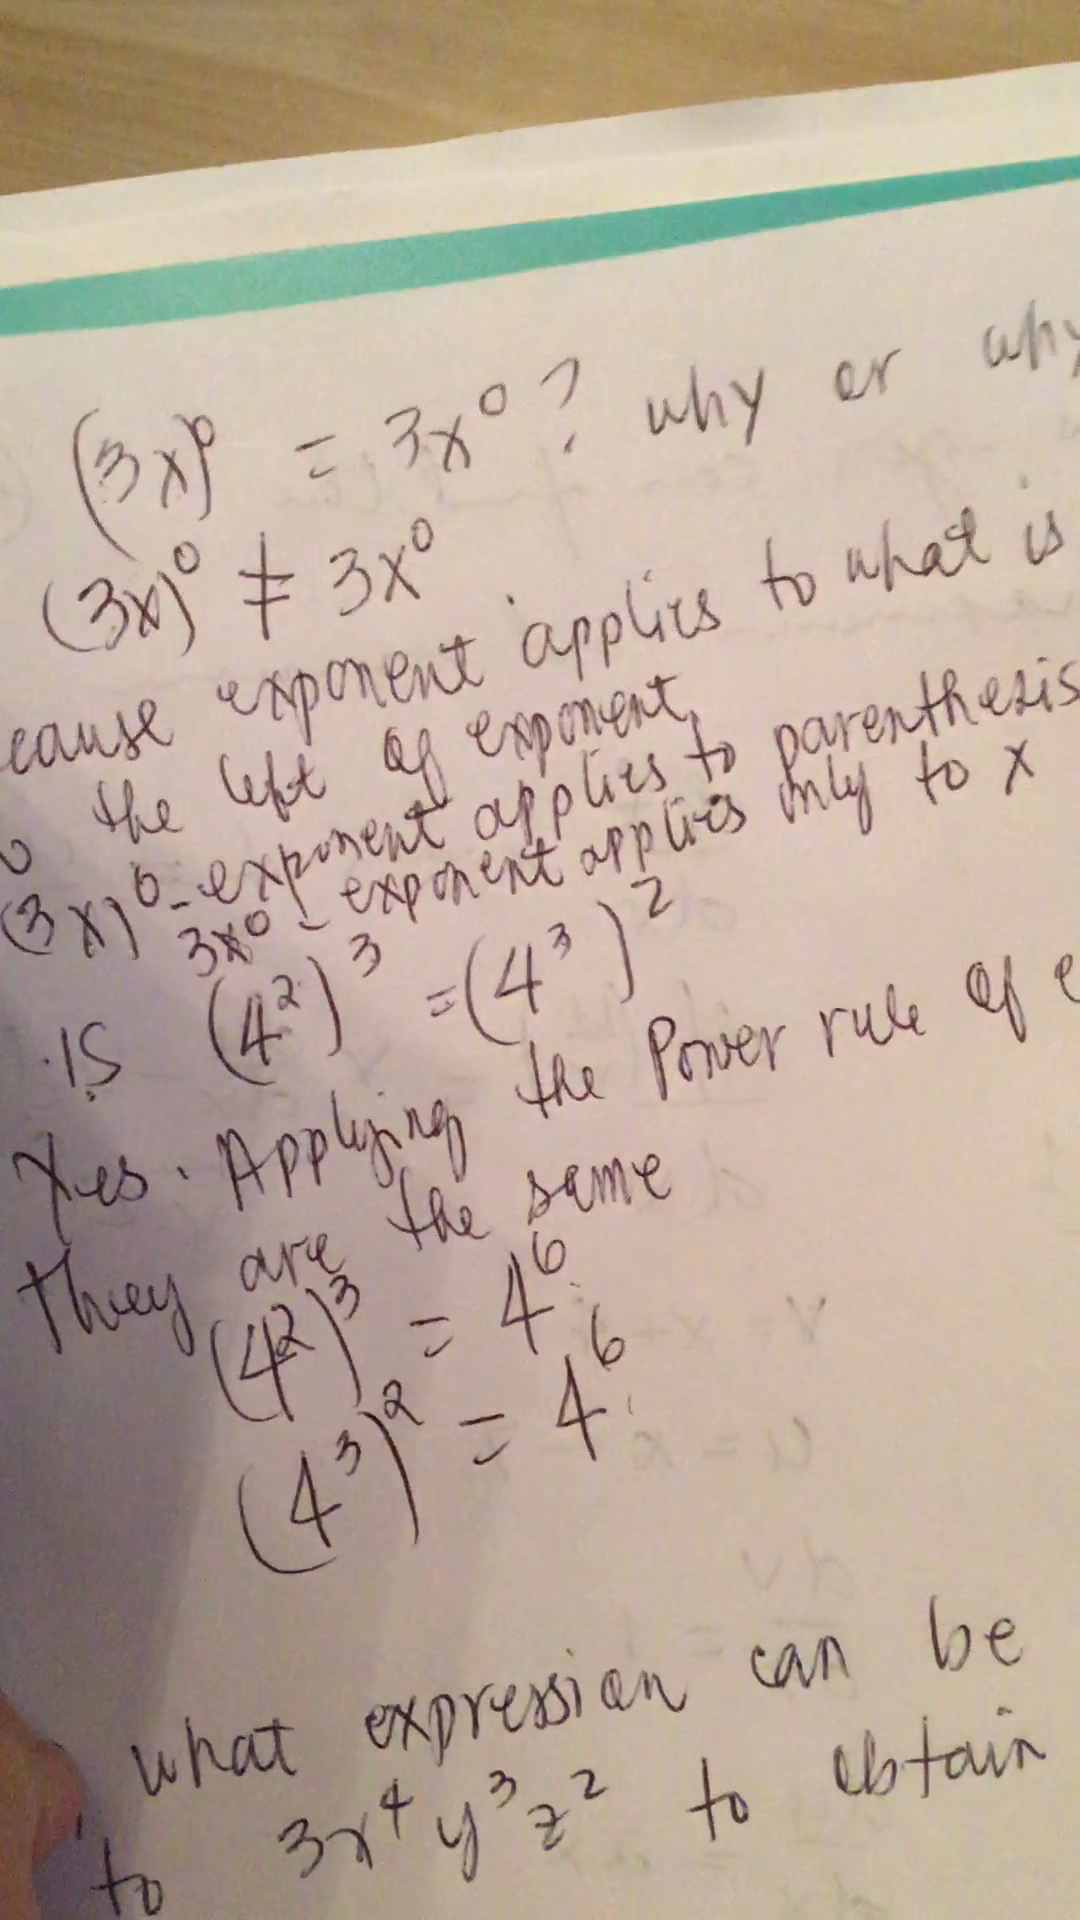 (3x)⁰ = 3x⁰? why or why
(3x)⁰ ≠ 3x⁰
cause exponent applies to what is
the left of exponent
(3x)⁰ - exponent applies to parenthesis
3x⁰ - exponent applies only to x
. Is (4²)³ = (4³)²
Yes. Applying the Power rule of e
They are the same
(4²)³ = 4⁶
(4³)² = 4⁶
what expression can be
to 3x⁴y³z² to obtain